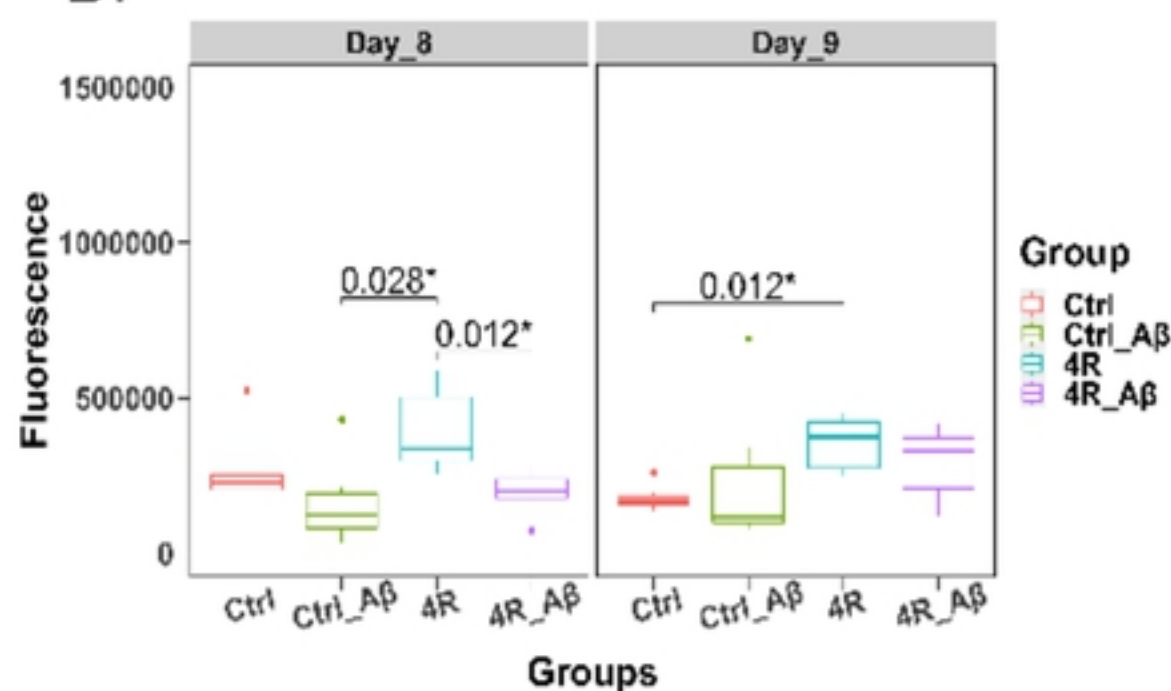 Day_8 Day_9
1500000
1000000
500000
0
Fluorescence
0.028*
0.012*
0.012*
Ctrl Ctrl_Aβ 4R 4R_Aβ Ctrl Ctrl_Aβ 4R 4R_Aβ
Groups
Group
Ctrl
Ctrl_Aβ
4R
4R_Aβ